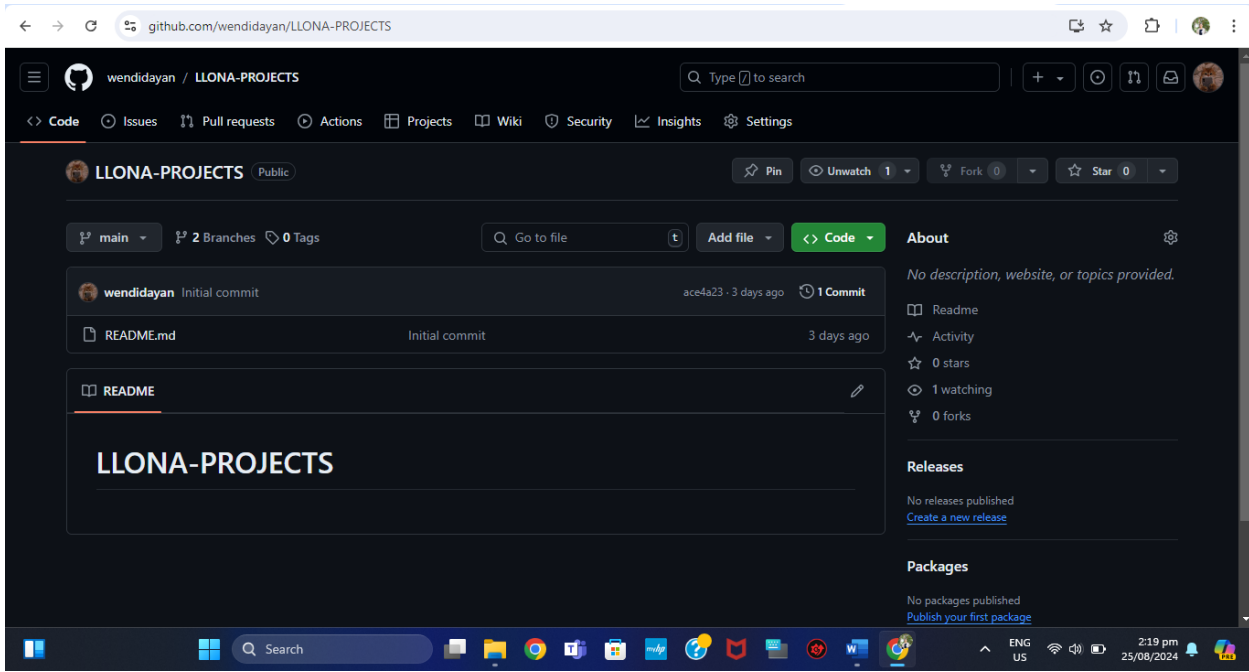 github.com/wendidayan/LLONA-PROJECTS
wendidayan / LLONA-PROJECTS
Type / to search
Code Issues Pull requests Actions Projects Wiki Security Insights Settings
LLONA-PROJECTS Public
Pin Unwatch 1 Fork 0 Star 0
main 2 Branches 0 Tags
Go to file t Add file Code
wendidayan Initial commit ace4a23 · 3 days ago 1 Commit
README.md Initial commit 3 days ago
README
LLONA-PROJECTS
About
No description, website, or topics provided.
Readme
Activity
0 stars
1 watching
0 forks
Releases
No releases published
Create a new release
Packages
No packages published
Publish your first package
Search
ENG
US
2:19 pm
25/08/2024